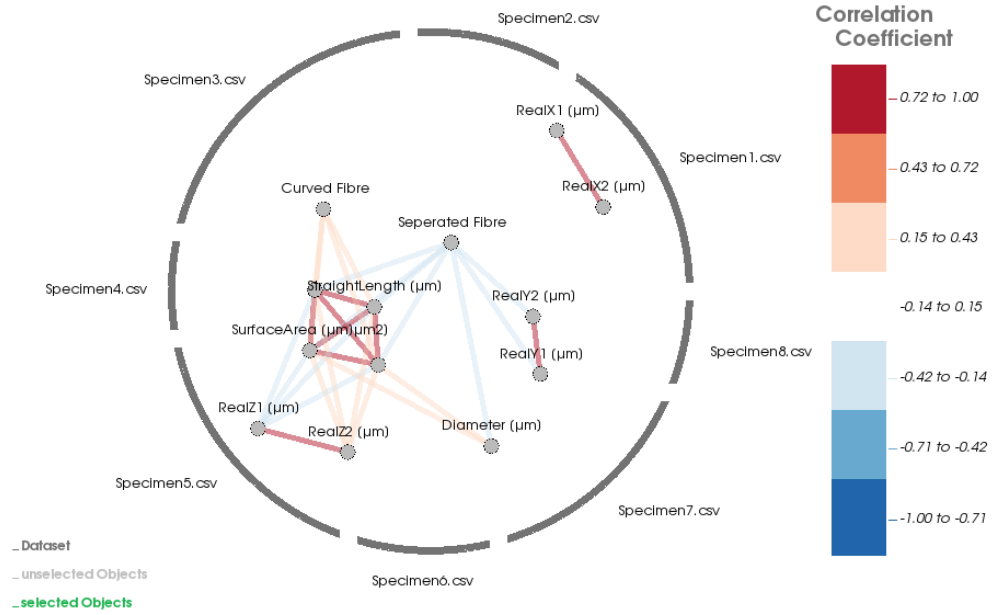 Correlation
Coefficient
Specimen2.csv
Specimen3.csv
0.72 to 1.00
RealX1 (µm)
Specimen1.csv
0.43 to 0.72
RealX2 (µm)
Curved Fibre
Seperated Fibre
0.15 to 0.43
Specimen4.csv
StraightLength (µm)
RealY2 (µm)
-0.14 to 0.15
SurfaceArea (µm)µm2)
RealY1 (µm)
Specimen8.csv
-0.42 to -0.14
RealZ1 (µm)
RealZ2 (µm)
Diameter (µm)
-0.71 to -0.42
Specimen5.csv
Specimen7.csv
-1.00 to -0.71
_Dataset
_unselected Objects
Specimen6.csv
_selected Objects